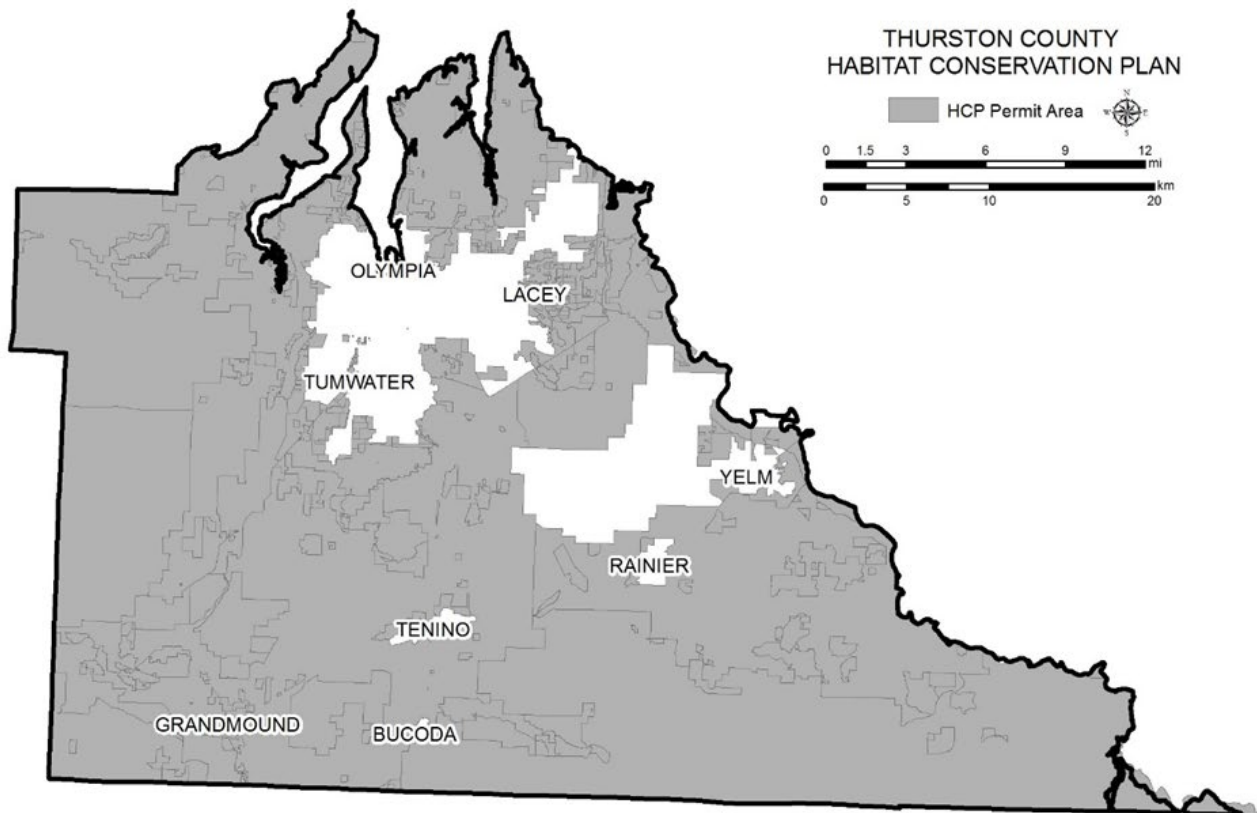 THURSTON COUNTY
HABITAT CONSERVATION PLAN
HCP Permit Area
N
W E
S
0 1.5 3 6 9 12
mi
km
0 5 10 20
OLYMPIA
LACEY
TUMWATER
YELM
RAINIER
TENINO
GRANDMOUND
BUCODA